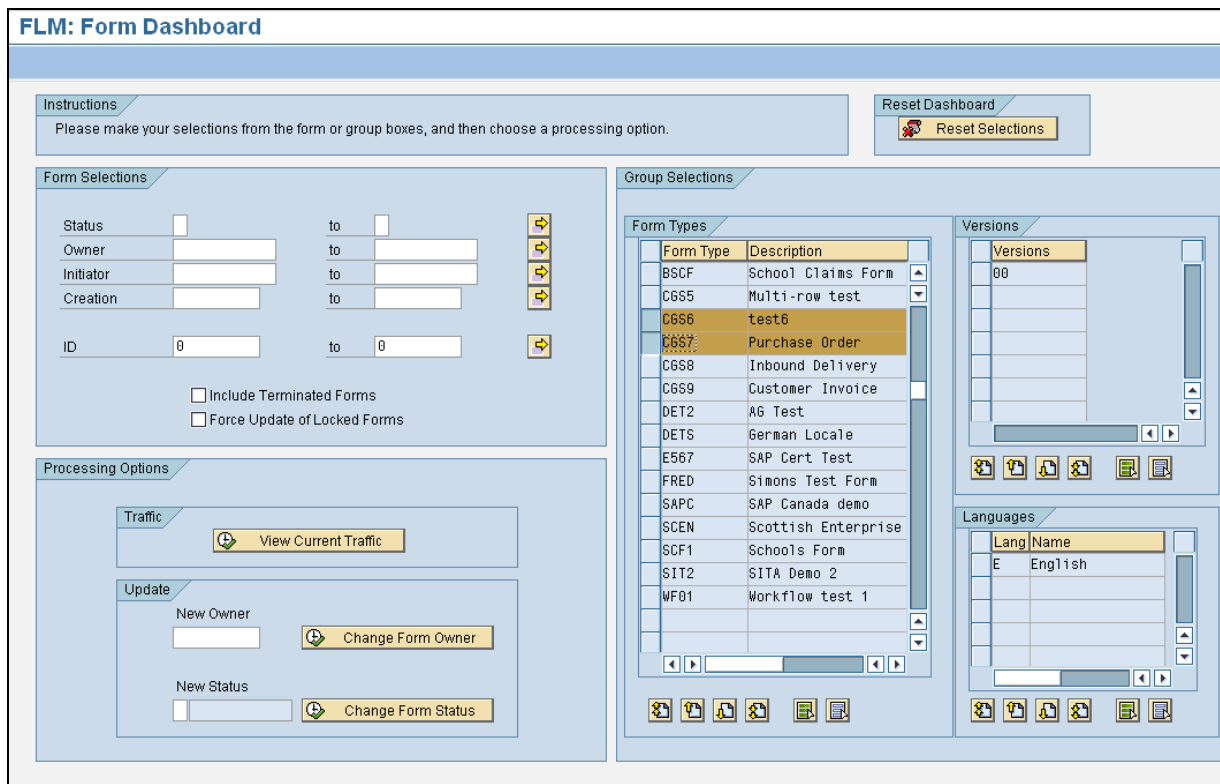 FLM: Form Dashboard
Instructions
Please make your selections from the form or group boxes, and then choose a processing option.
Reset Dashboard
Reset Selections
Form Selections
Status to
Owner to
Initiator to
Creation to
ID 0 to 0
Include Terminated Forms
Force Update of Locked Forms
Processing Options
Traffic
View Current Traffic
Update
New Owner
Change Form Owner
New Status
Change Form Status
Group Selections
Form Types
Form Type Description
BSCF School Claims Form
CGS5 Multi-row test
CGS6 test6
CGS7 Purchase Order
CGS8 Inbound Delivery
CGS9 Customer Invoice
DET2 AG Test
DETS German Locale
E567 SAP Cert Test
FRED Simons Test Form
SAPC SAP Canada demo
SCEN Scottish Enterprise
SCF1 Schools Form
SIT2 SITA Demo 2
WF01 Workflow test 1
Versions
Versions
00
Languages
Lang Name
E English